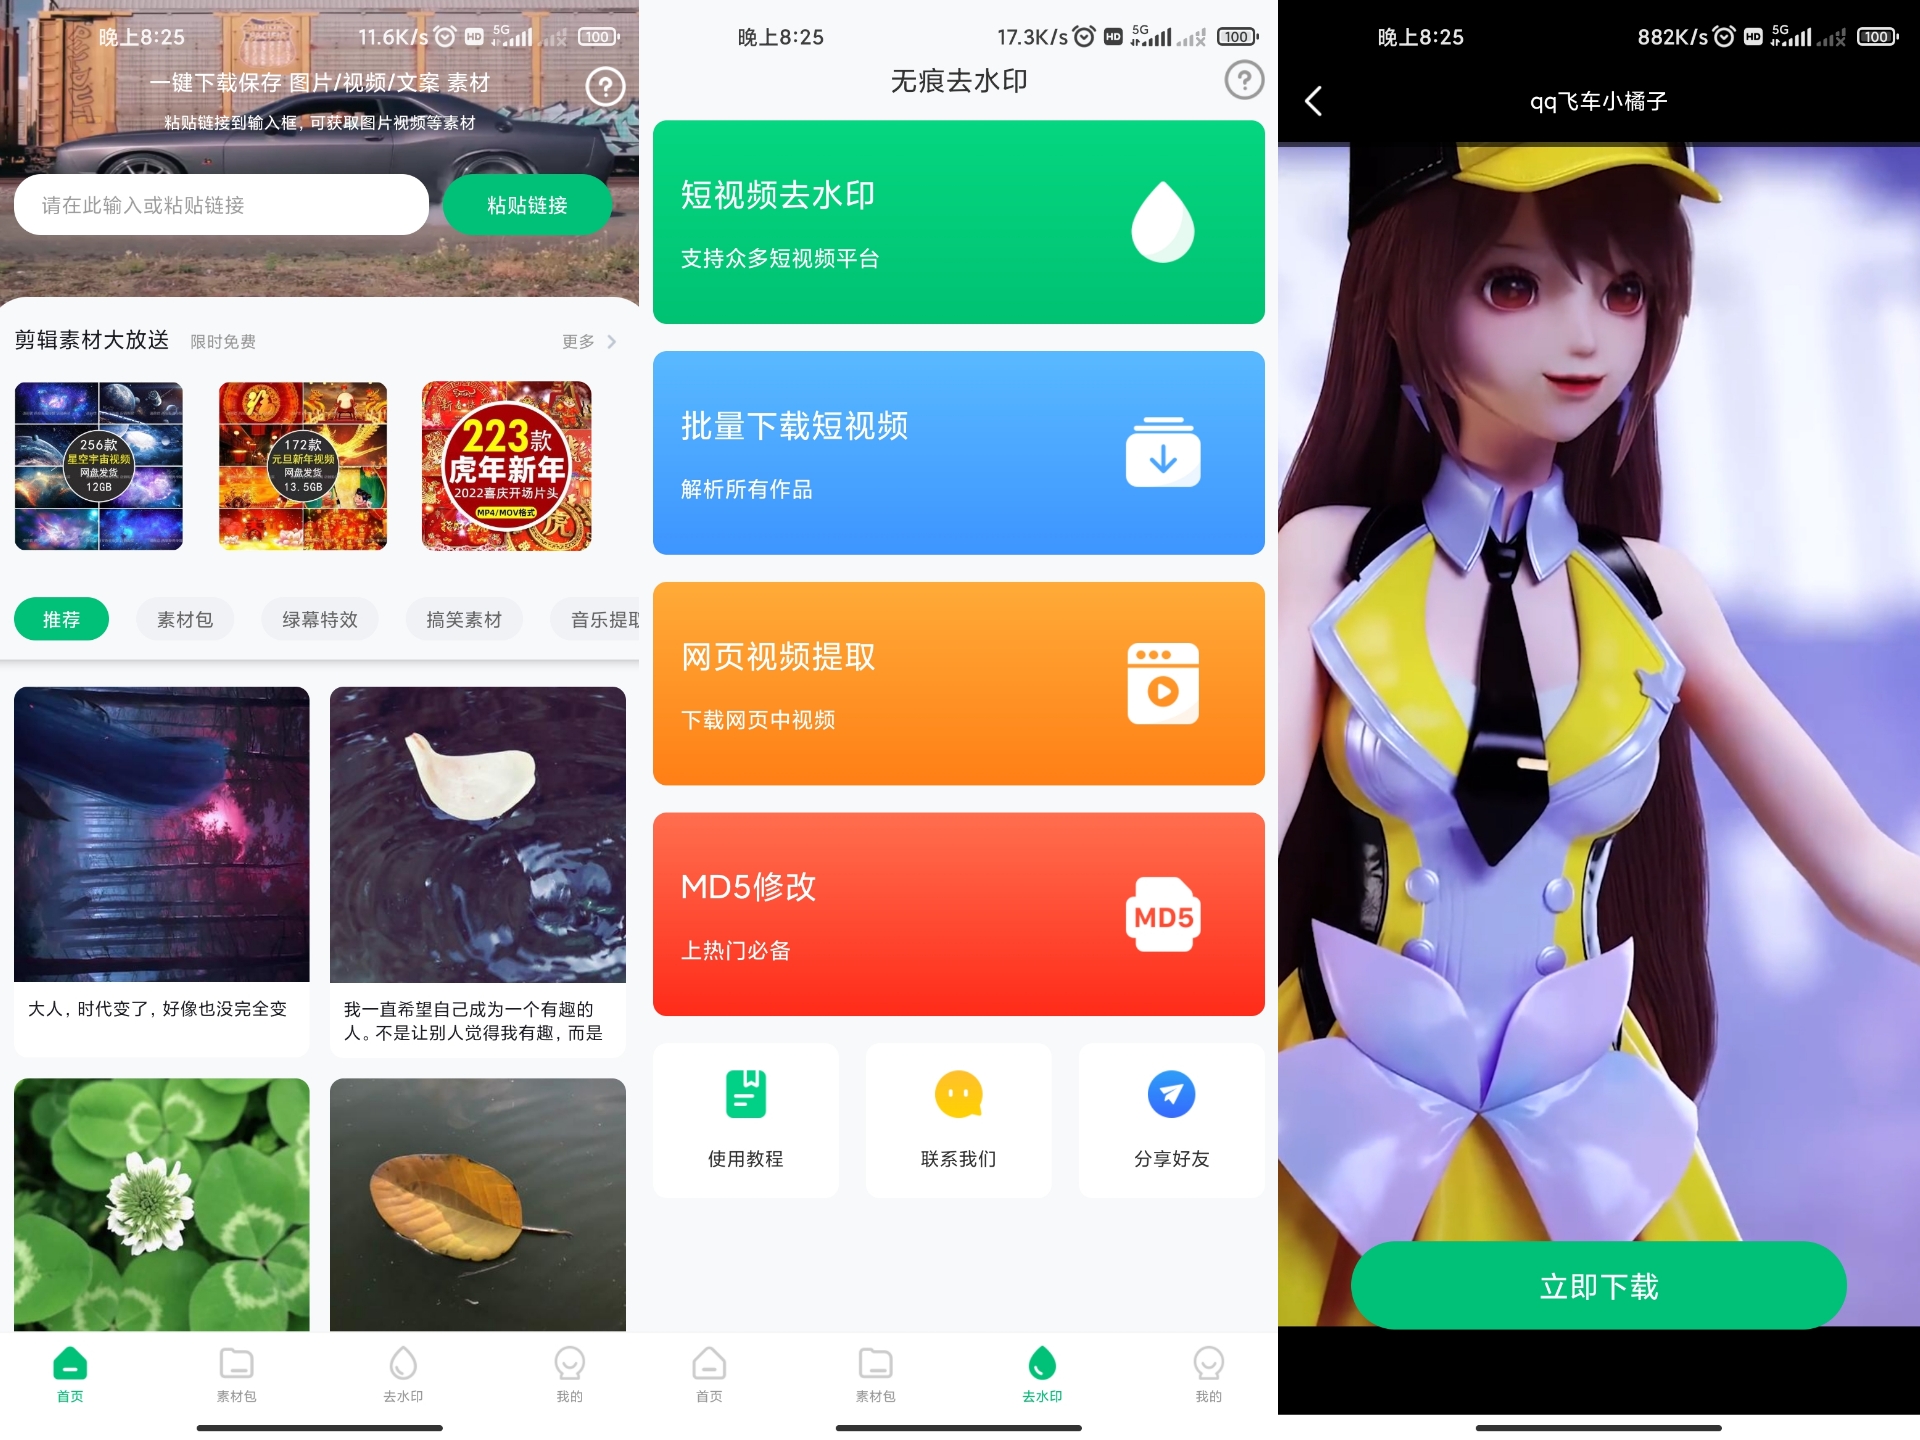 晚上8:25
11.6K/s
HD
5G
100
一键下载保存 图片/视频/文案 素材
粘贴链接到输入框，可获取图片视频等素材
请在此输入或粘贴链接
粘贴链接
剪辑素材大放送 限时免费
更多
256款
星空宇宙视频
网盘发货
12GB
172款
元旦新年视频
网盘发货
13.5GB
223款
虎年新年
2022喜庆开场片头
MP4/MOV格式
推荐
素材包
绿幕特效
搞笑素材
音乐提取
大人，时代变了，好像也没完全变
我一直希望自己成为一个有趣的
人。不是让别人觉得我有趣，而是
首页
素材包
去水印
我的
晚上8:25
17.3K/s
HD
5G
100
无痕去水印
短视频去水印
支持众多短视频平台
批量下载短视频
解析所有作品
网页视频提取
下载网页中视频
MD5修改
上热门必备
MD5
使用教程
联系我们
分享好友
首页
素材包
去水印
我的
晚上8:25
882K/s
HD
5G
100
qq飞车小橘子
立即下载